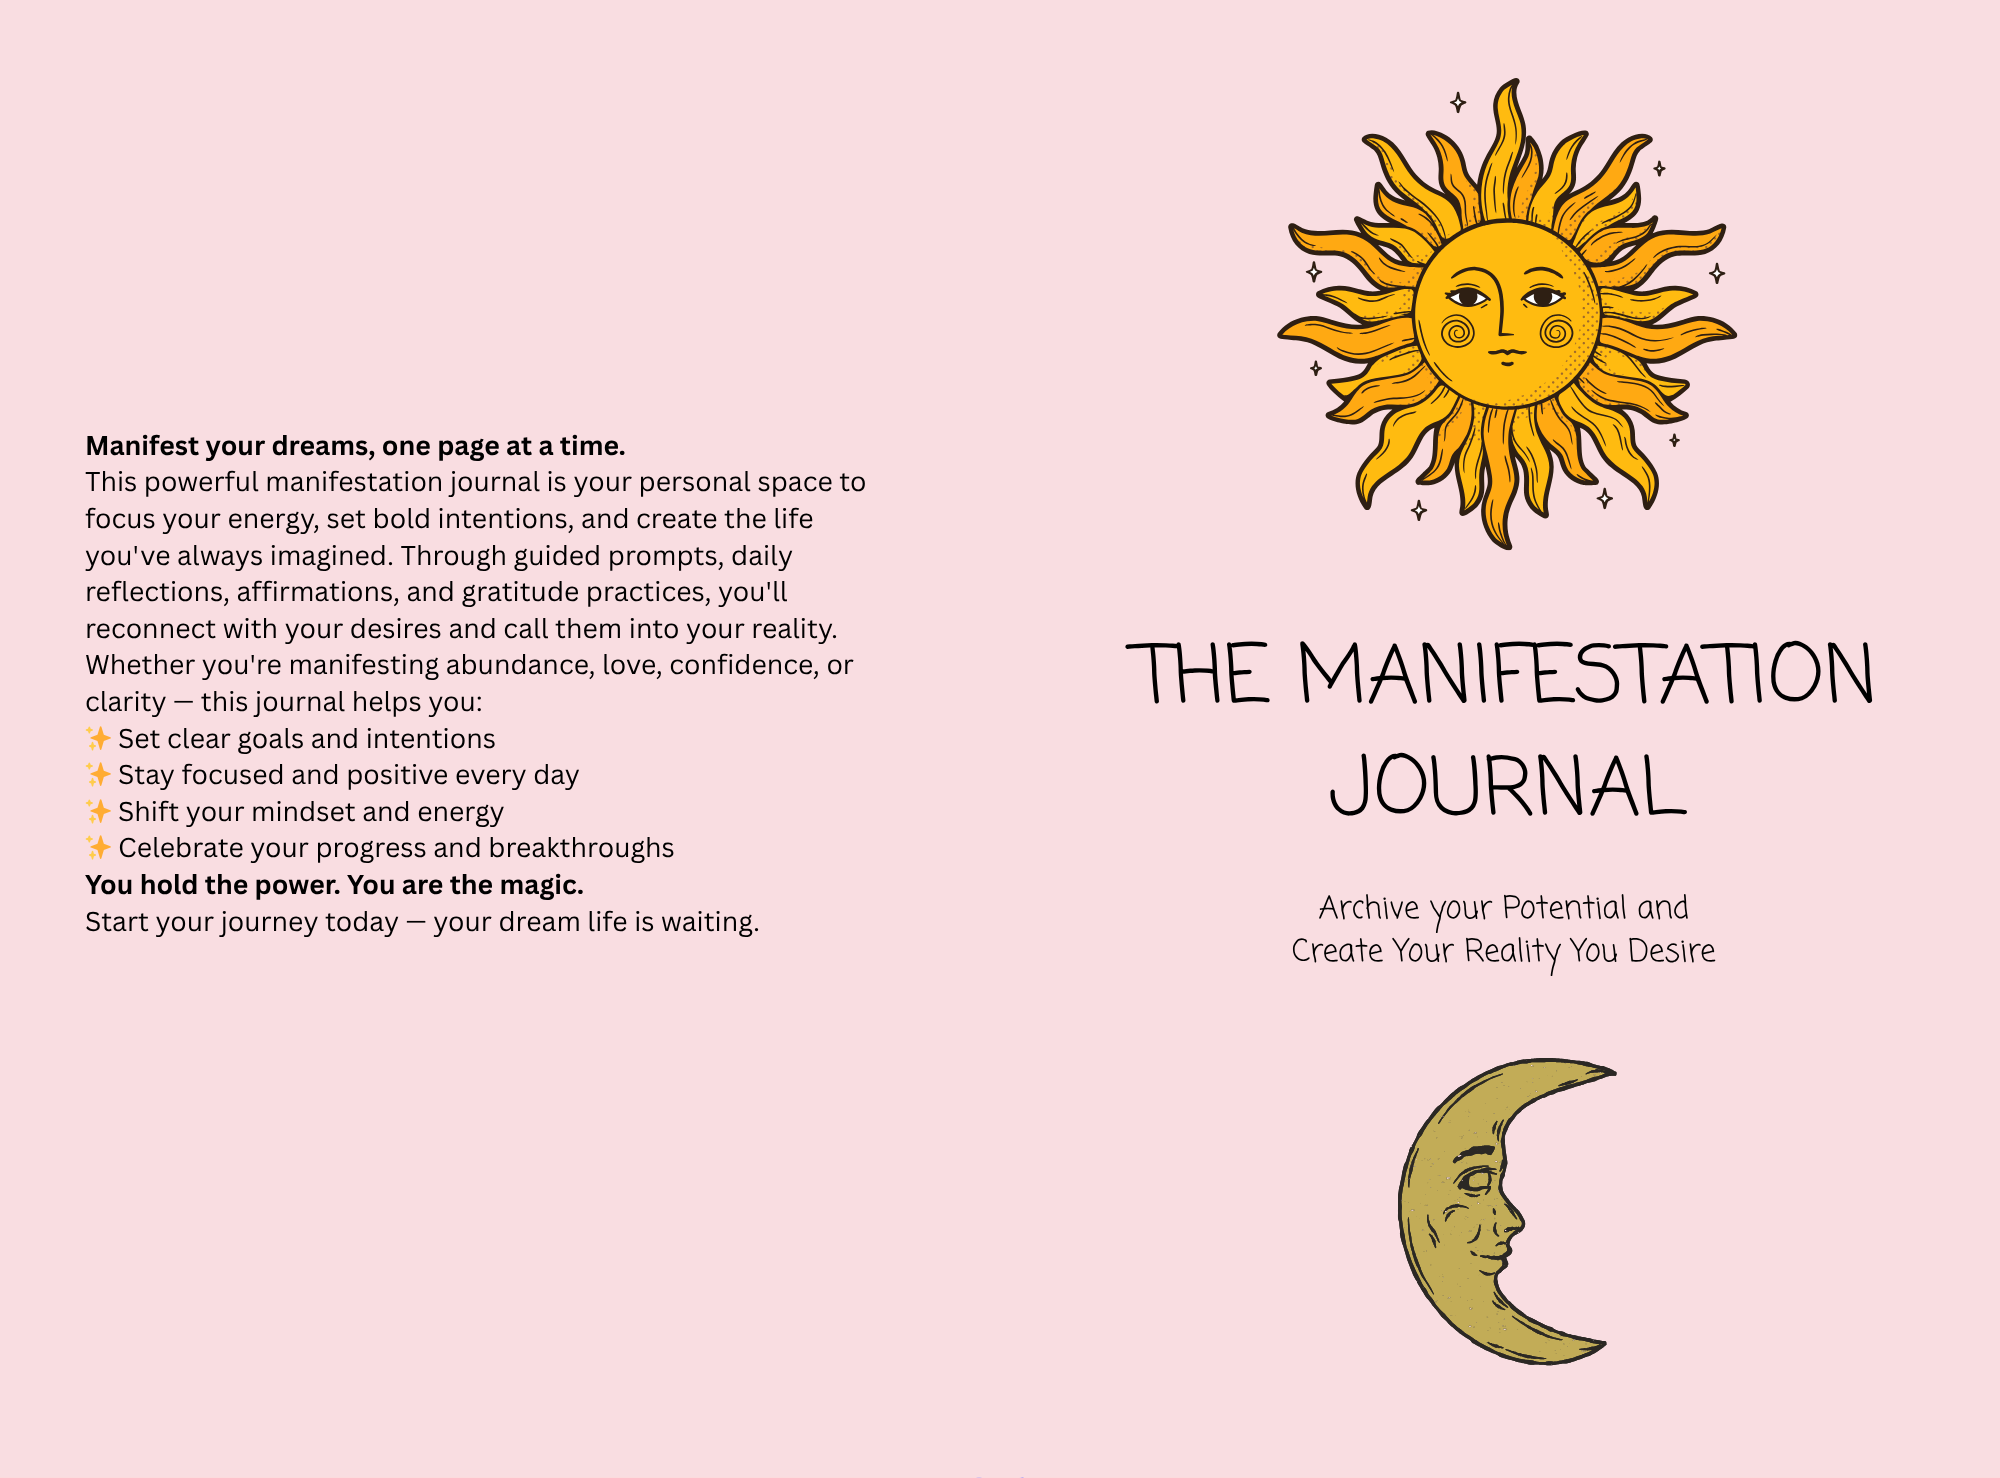 Manifest your dreams, one page at a time.
This powerful manifestation journal is your personal space to
focus your energy, set bold intentions, and create the life
you've always imagined. Through guided prompts, daily
reflections, affirmations, and gratitude practices, you'll
reconnect with your desires and call them into your reality.
Whether you're manifesting abundance, love, confidence, or
clarity — this journal helps you:
✨ Set clear goals and intentions
✨ Stay focused and positive every day
✨ Shift your mindset and energy
✨ Celebrate your progress and breakthroughs
You hold the power. You are the magic.
Start your journey today — your dream life is waiting.
THE MANIFESTATION
JOURNAL
Archive your Potential and
Create Your Reality You Desire